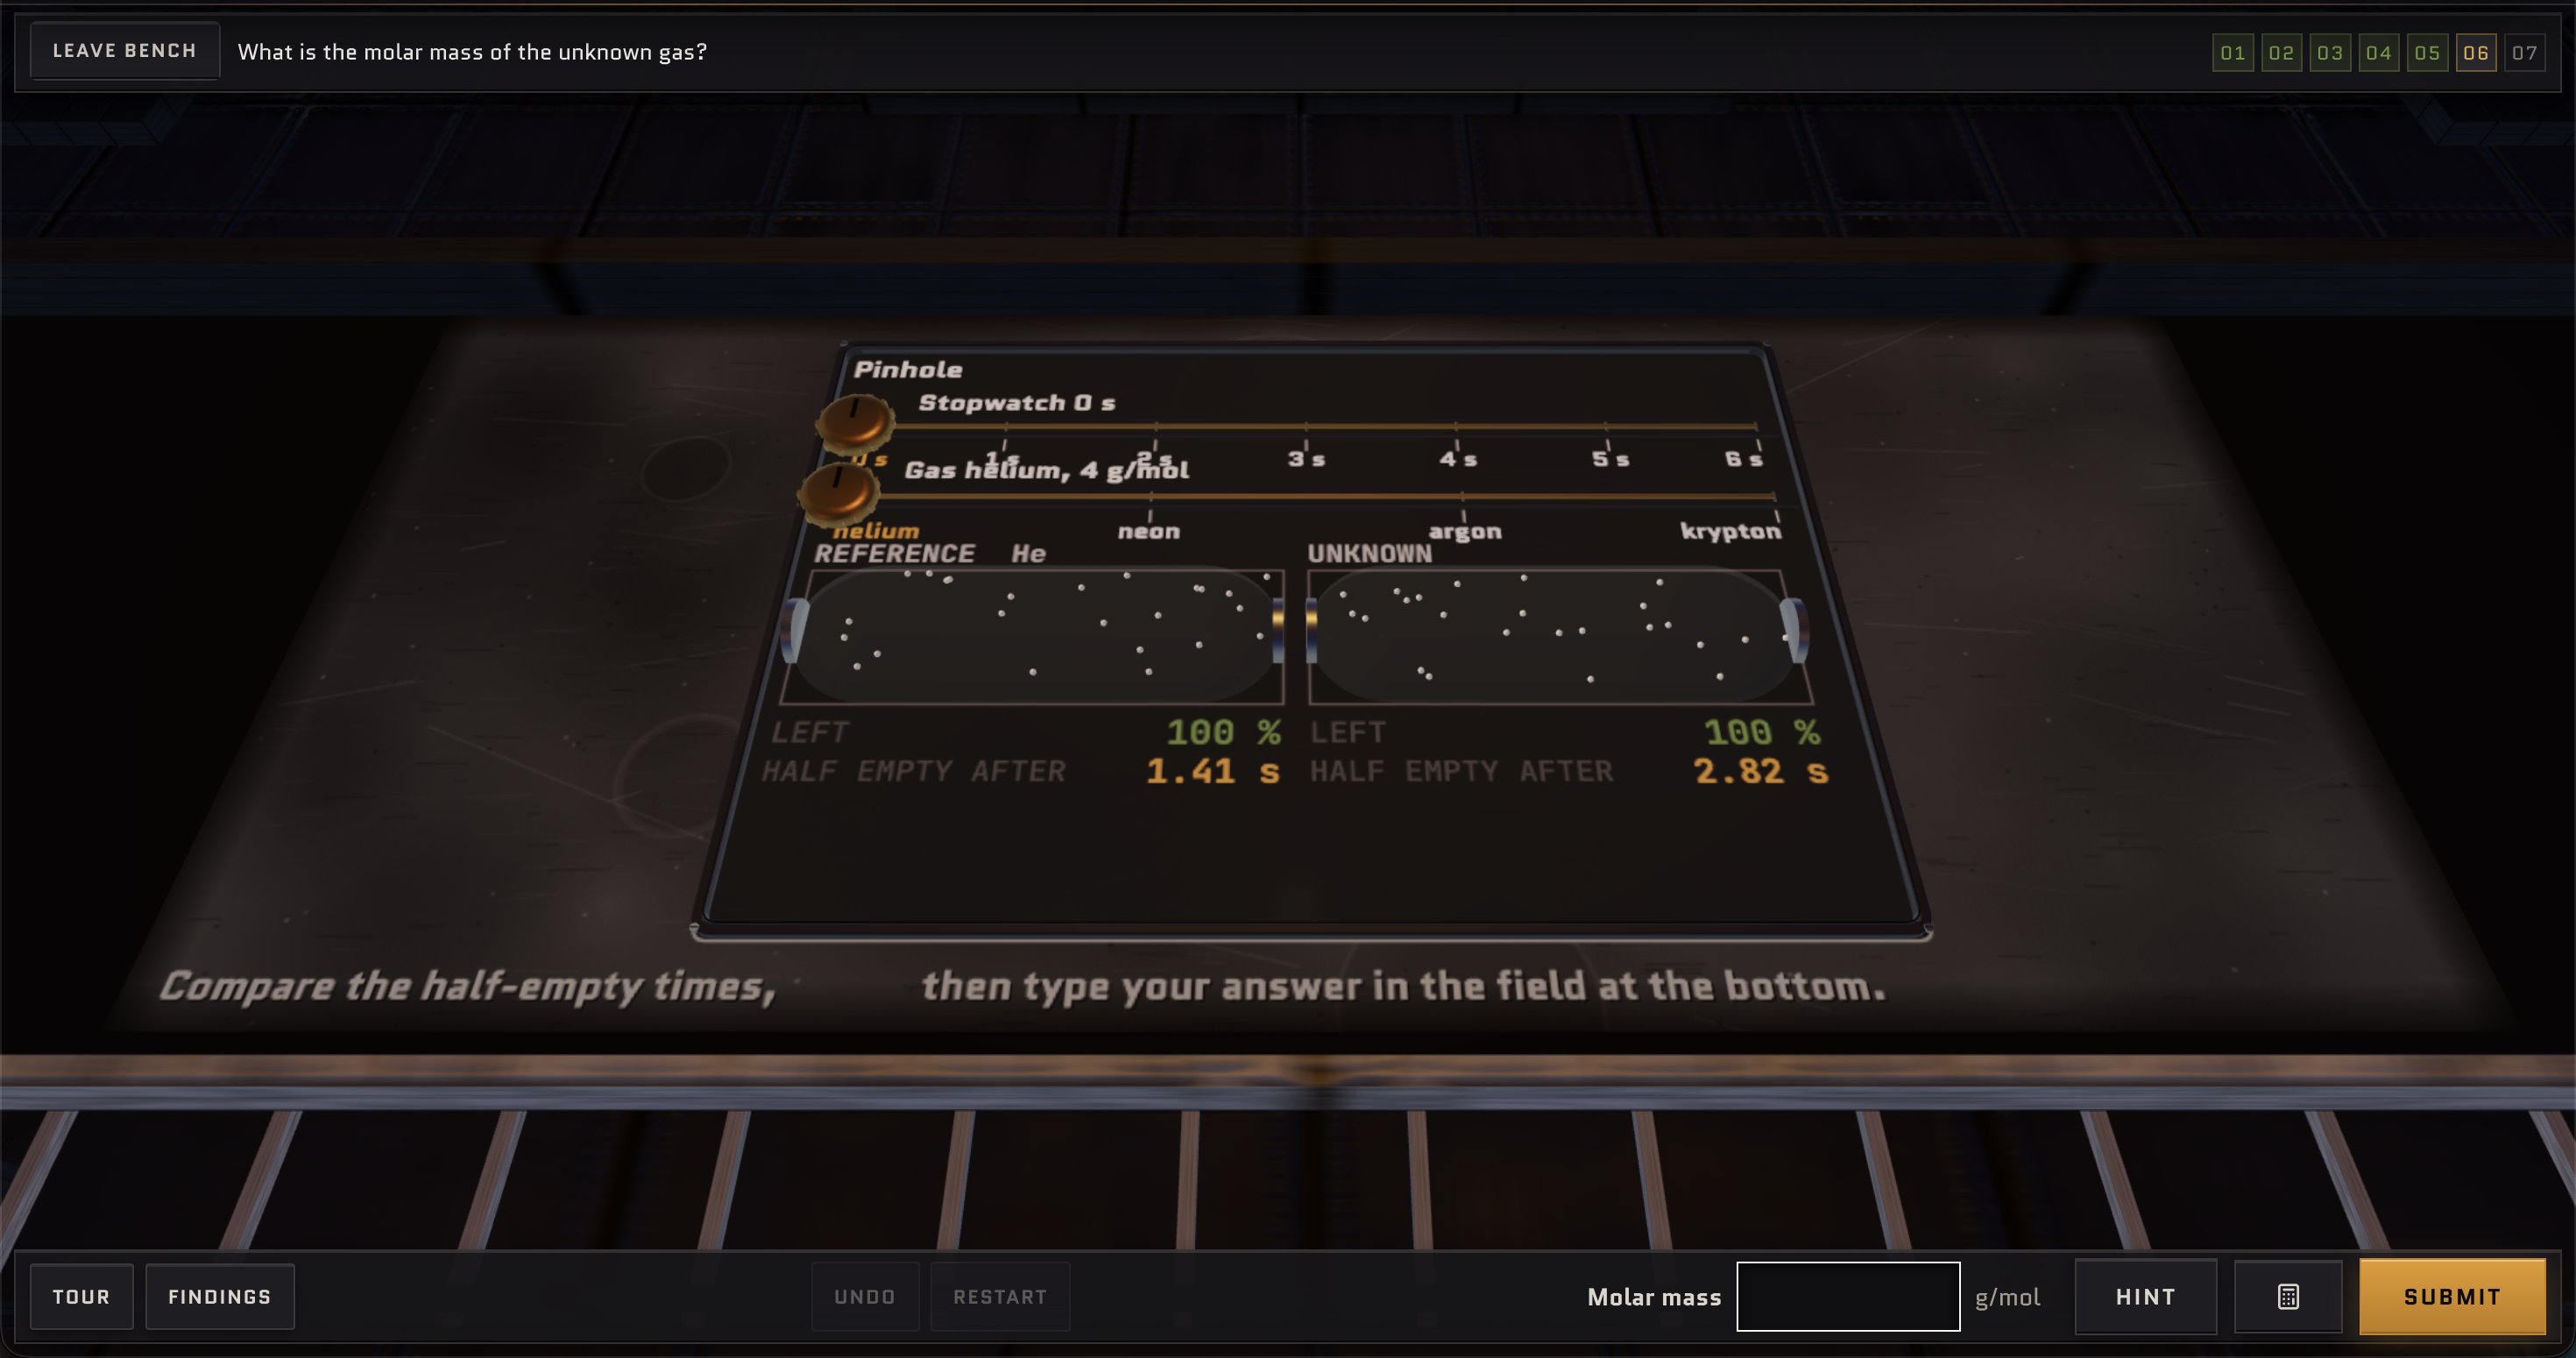 LEAVE BENCH What is the molar mass of the unknown gas? 01 02 03 04 05 06 07
Pinhole
Stopwatch 0 s
0 s 1 s 2 s 3 s 4 s 5 s 6 s
Gas helium, 4 g/mol
helium neon argon krypton
REFERENCE He UNKNOWN
LEFT 100 % LEFT 100 %
HALF EMPTY AFTER 1.41 s HALF EMPTY AFTER 2.82 s
Compare the half-empty times, then type your answer in the field at the bottom.
TOUR FINDINGS UNDO RESTART Molar mass g/mol HINT SUBMIT